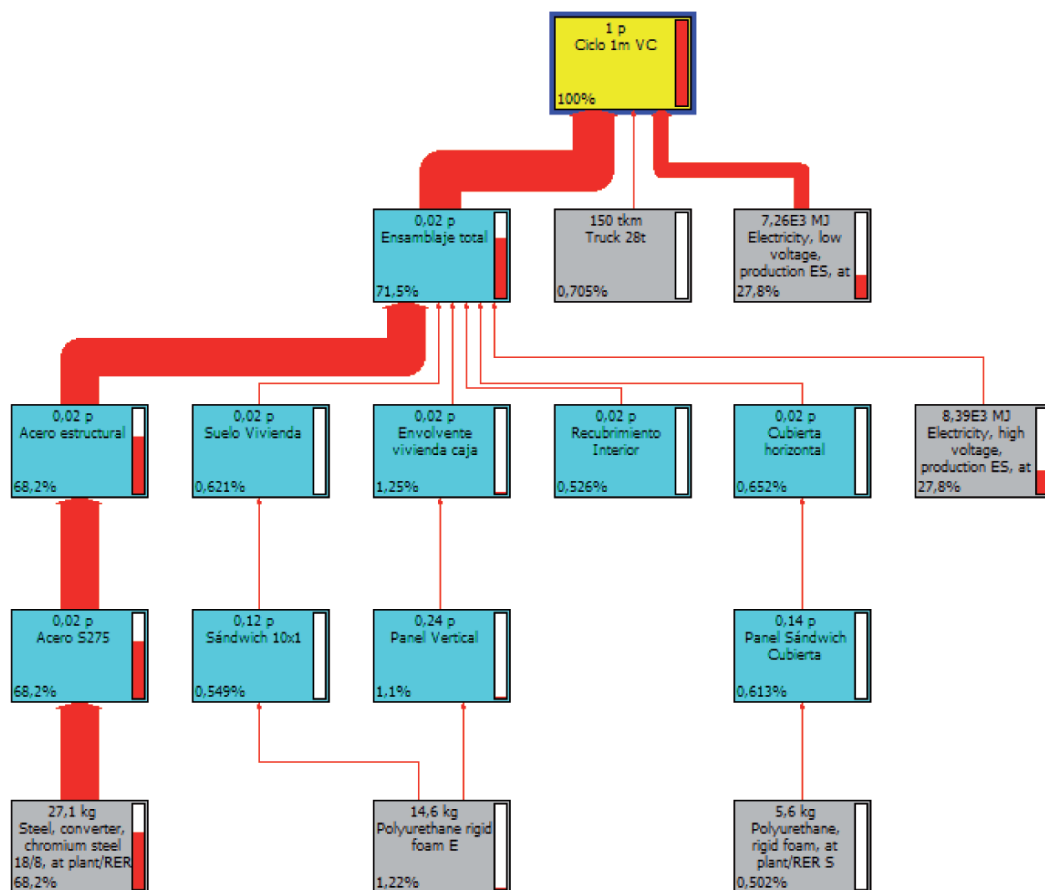 1 p
Ciclo 1m VC
100%
0,02 p
Ensamblaje total
71,5%
150 tkm
Truck 28t
0,705%
7,26E3 MJ
Electricity, low
voltage,
production ES, at
27,8%
0,02 p
Acero estructural
68,2%
0,02 p
Suelo Vivienda
0,621%
0,02 p
Envolvente
vivienda caja
1,25%
0,02 p
Recubrimiento
Interior
0,526%
0,02 p
Cubierta
horizontal
0,652%
8,39E3 MJ
Electricity, high
voltage,
production ES, at
27,8%
0,02 p
Acero S275
68,2%
0,12 p
Sándwich 10x1
0,549%
0,24 p
Panel Vertical
1,1%
0,14 p
Panel Sándwich
Cubierta
0,613%
27,1 kg
Steel, converter,
chromium steel
18/8, at plant/RER
68,2%
14,6 kg
Polyurethane rigid
foam E
1,22%
5,6 kg
Polyurethane,
rigid foam, at
plant/RER S
0,502%